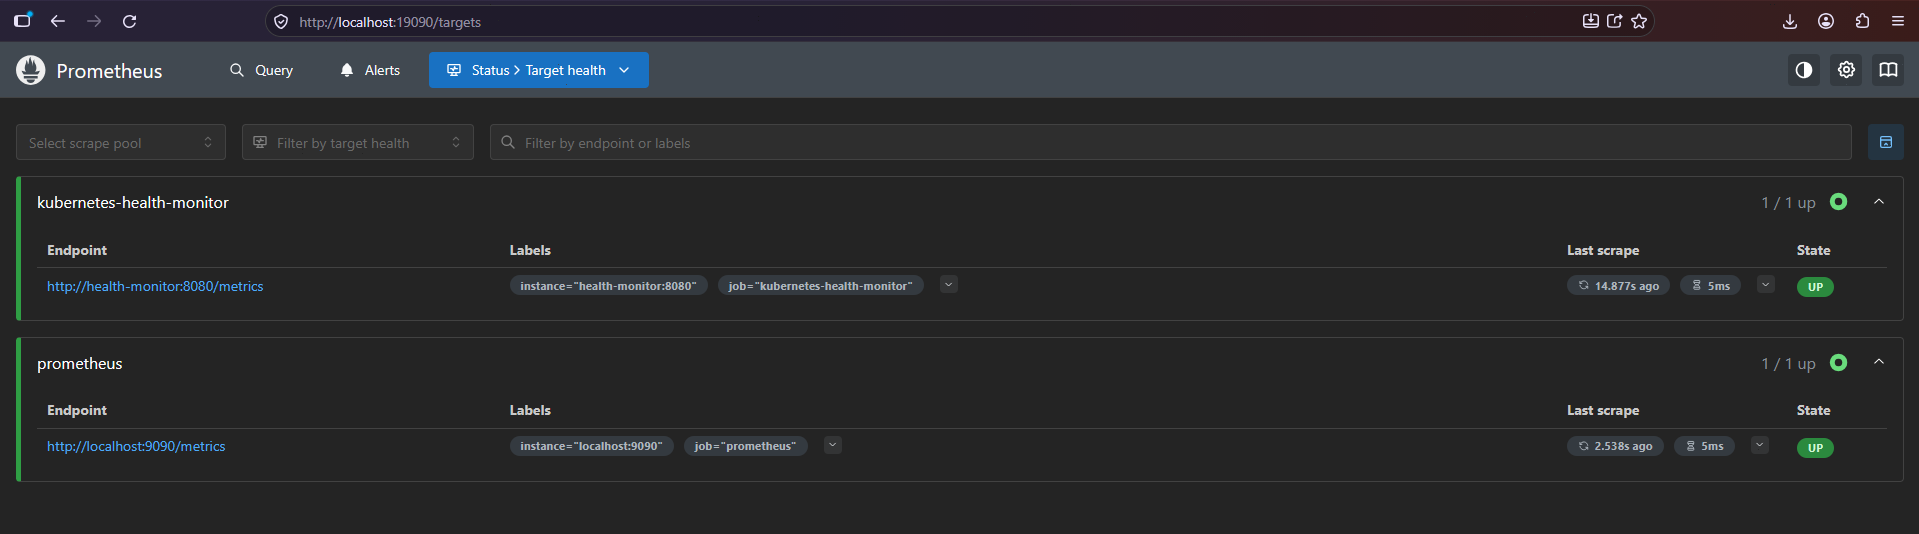 http://localhost:19090/targets
Prometheus Query Alerts Status > Target health
Select scrape pool Filter by target health Filter by endpoint or labels
kubernetes-health-monitor 1 / 1 up
Endpoint Labels Last scrape State
http://health-monitor:8080/metrics instance="health-monitor:8080" job="kubernetes-health-monitor" 14.877s ago 5ms UP
prometheus 1 / 1 up
Endpoint Labels Last scrape State
http://localhost:9090/metrics instance="localhost:9090" job="prometheus" 2.538s ago 5ms UP